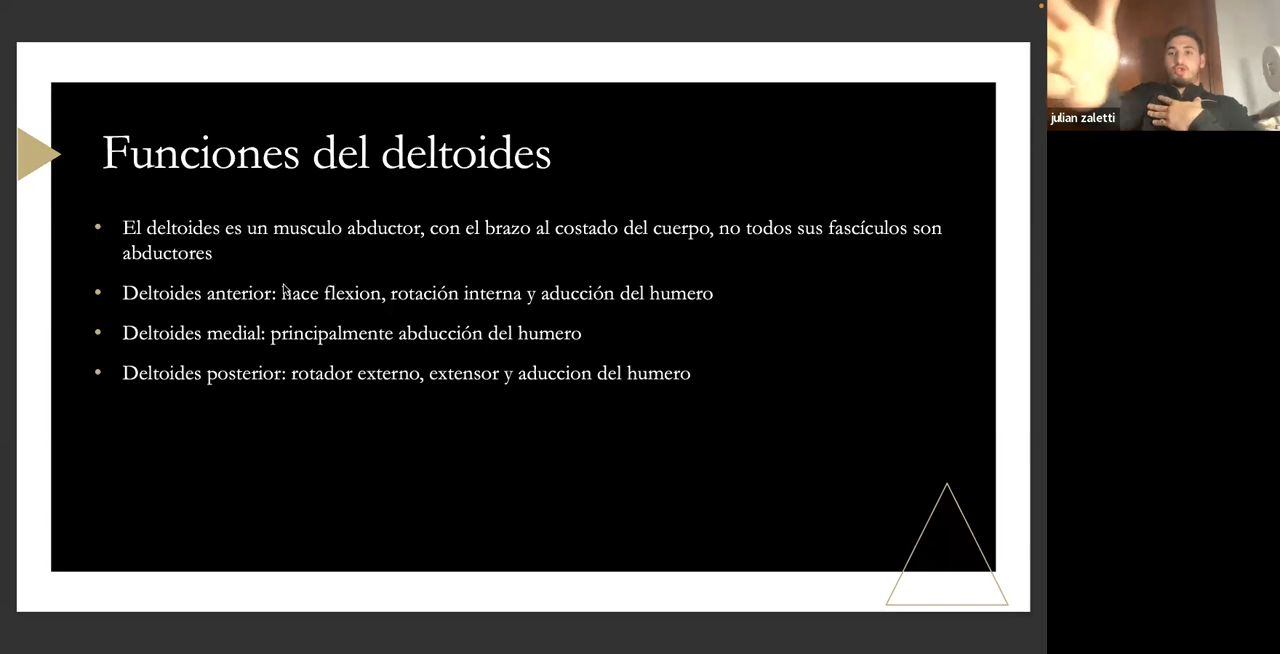 Funciones del deltoides
• El deltoides es un musculo abductor, con el brazo al costado del cuerpo, no todos sus fascículos son
abductores
• Deltoides anterior: hace flexion, rotación interna y aducción del humero
• Deltoides medial: principalmente abducción del humero
• Deltoides posterior: rotador externo, extensor y aduccion del humero
julian zaletti